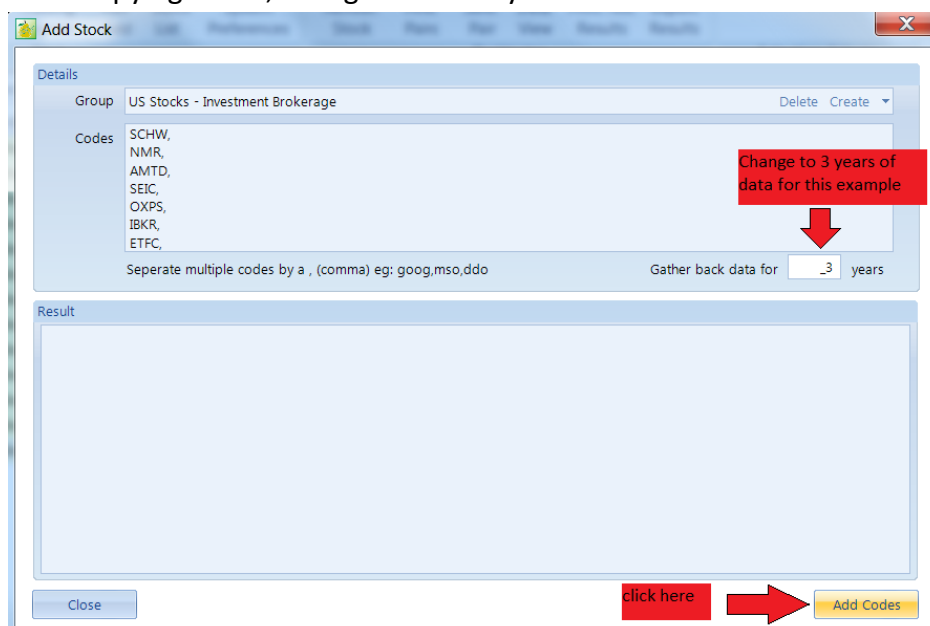 Add Stock
Details
Group US Stocks - Investment Brokerage Delete Create
Codes SCHW,
NMR,
AMTD,
SEIC,
OXPS,
IBKR,
ETFC,
Change to 3 years of
data for this example
Seperate multiple codes by a , (comma) eg: goog,mso,ddo Gather back data for _3 years
Result
Close click here Add Codes